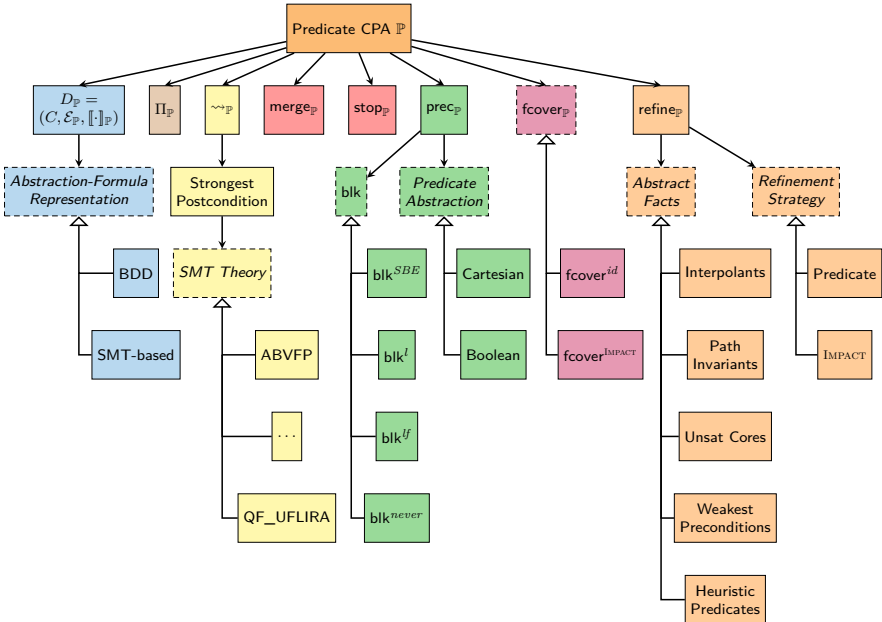 Predicate CPA ℙ
D_ℙ =
(C, ℰ_ℙ, ⟦·⟧_ℙ)
Π_ℙ
⇝_ℙ
merge_ℙ
stop_ℙ
prec_ℙ
fcover_ℙ
refine_ℙ
Abstraction-Formula
Representation
Strongest
Postcondition
blk
Predicate
Abstraction
Abstract
Facts
Refinement
Strategy
BDD
SMT Theory
blk^SBE
Cartesian
fcover^id
Interpolants
Predicate
SMT-based
ABVFP
blk^l
Boolean
fcover^IMPACT
Path
Invariants
IMPACT
···
blk^lf
Unsat Cores
QF_UFLIRA
blk^never
Weakest
Preconditions
Heuristic
Predicates